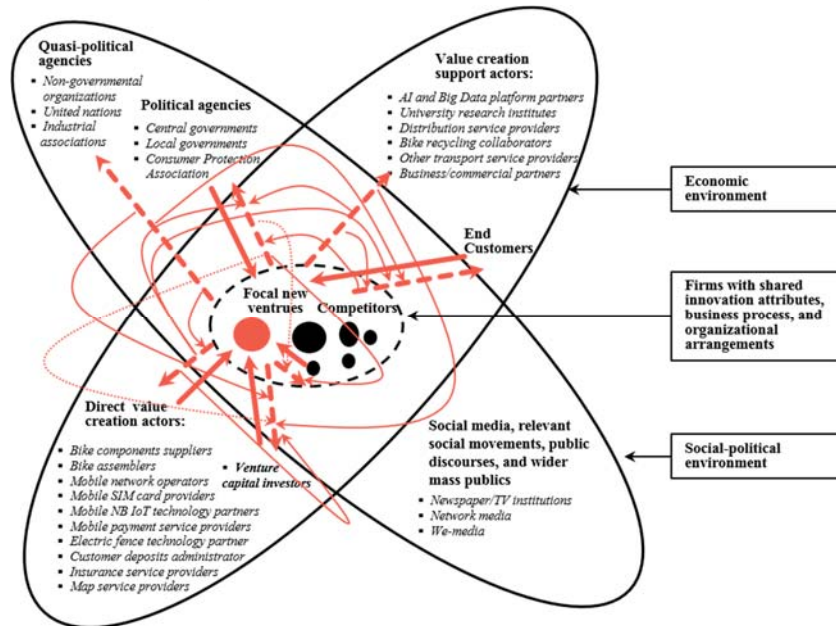 Quasi-political
agencies
▪ Non-governmental
organizations
▪ United nations
▪ Industrial
associations
Political agencies
▪ Central governments
▪ Local governments
▪ Consumer Protection
Association
Value creation
support actors:
▪ AI and Big Data platform partners
▪ University research institutes
▪ Distribution service providers
▪ Bike recycling collaborators
▪ Other transport service providers
▪ Business/commercial partners
Economic
environment
End
Customers
Focal new
ventrues
Competitors
Firms with shared
innovation attributes,
business process, and
organizational
arrangements
Direct value
creation actors:
▪ Bike components suppliers
▪ Bike assemblers
▪ Mobile network operators
▪ Mobile SIM card providers
▪ Mobile NB IoT technology partners
▪ Mobile payment service providers
▪ Electric fence technology partner
▪ Customer deposits administrator
▪ Insurance service providers
▪ Map service providers
▪ Venture
capital investors
Social media, relevant
social movements, public
discourses, and wider
mass publics
▪ Newspaper/TV institutions
▪ Network media
▪ We-media
Social-political
environment